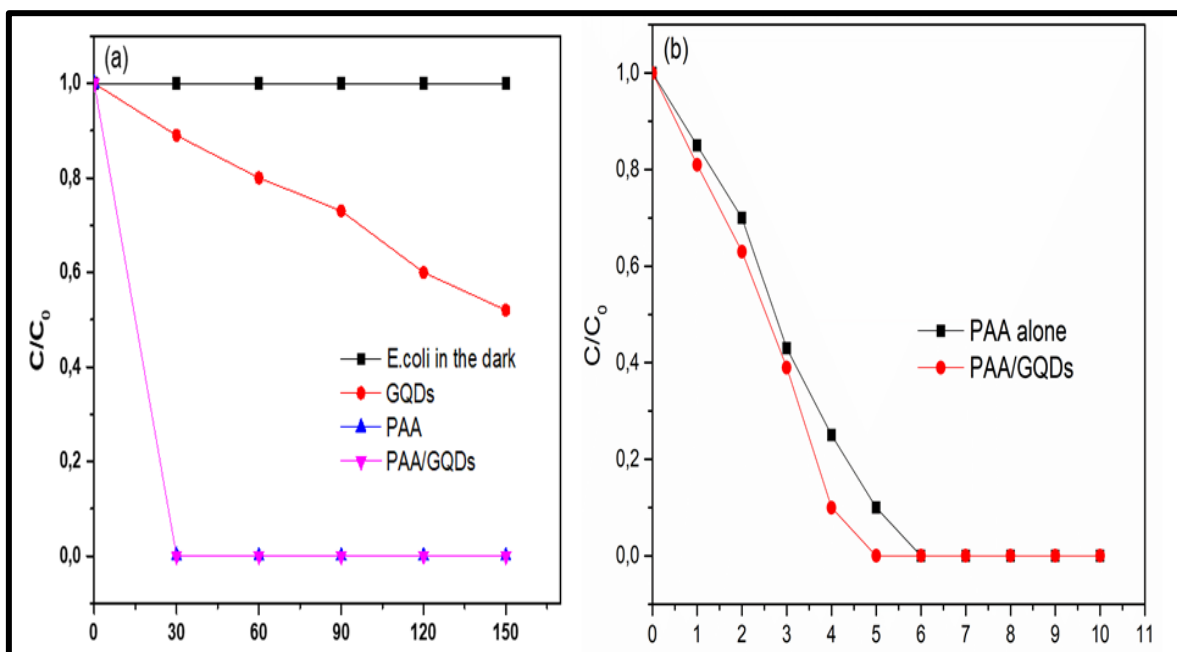 (a)
C/C₀
1,0
0,8
0,6
0,4
0,2
0,0
0 30 60 90 120 150
E.coli in the dark
GQDs
PAA
PAA/GQDs
(b)
C/C₀
1,0
0,8
0,6
0,4
0,2
0,0
0 1 2 3 4 5 6 7 8 9 10 11
PAA alone
PAA/GQDs